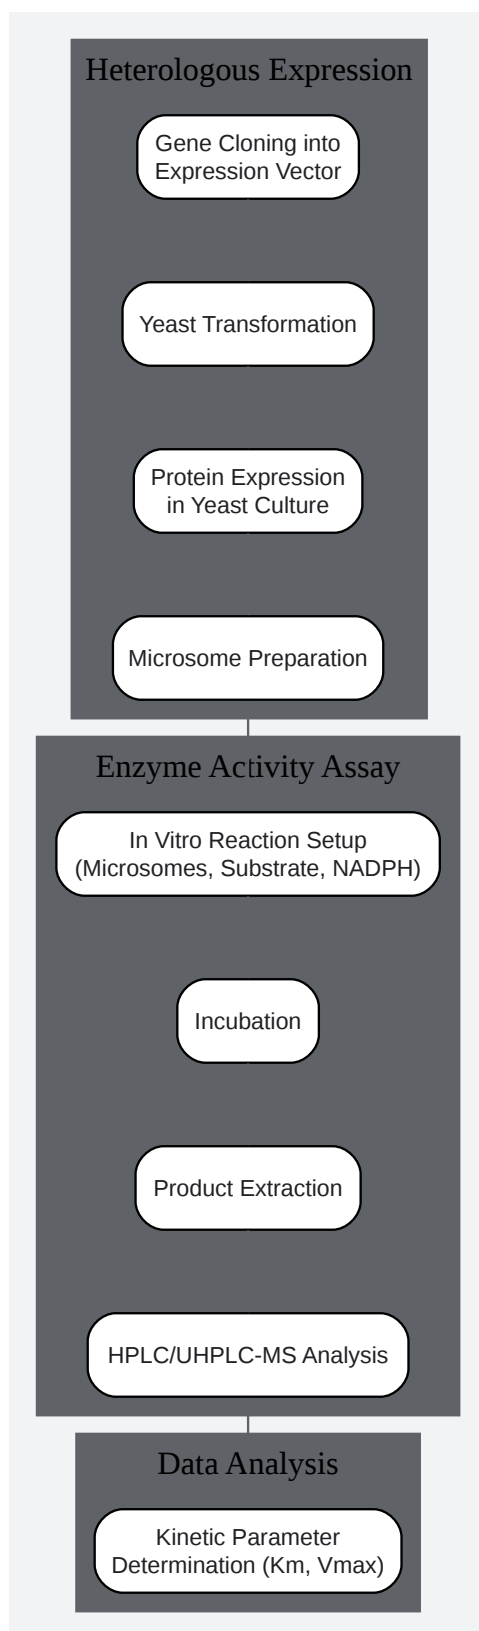 Heterologous Expression
Gene Cloning into
Expression Vector
Yeast Transformation
Protein Expression
in Yeast Culture
Microsome Preparation
Enzyme Activity Assay
In Vitro Reaction Setup
(Microsomes, Substrate, NADPH)
Incubation
Product Extraction
HPLC/UHPLC-MS Analysis
Data Analysis
Kinetic Parameter
Determination (Km, Vmax)